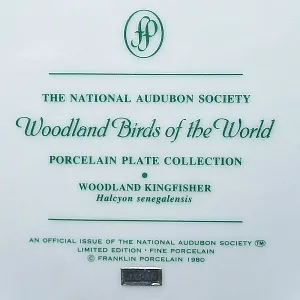 fp
THE NATIONAL AUDUBON SOCIETY
Woodland Birds of the World
PORCELAIN PLATE COLLECTION
•
WOODLAND KINGFISHER
Halcyon senegalensis
AN OFFICIAL ISSUE OF THE NATIONAL AUDUBON SOCIETY ™
LIMITED EDITION · FINE PORCELAIN
© FRANKLIN PORCELAIN 1980